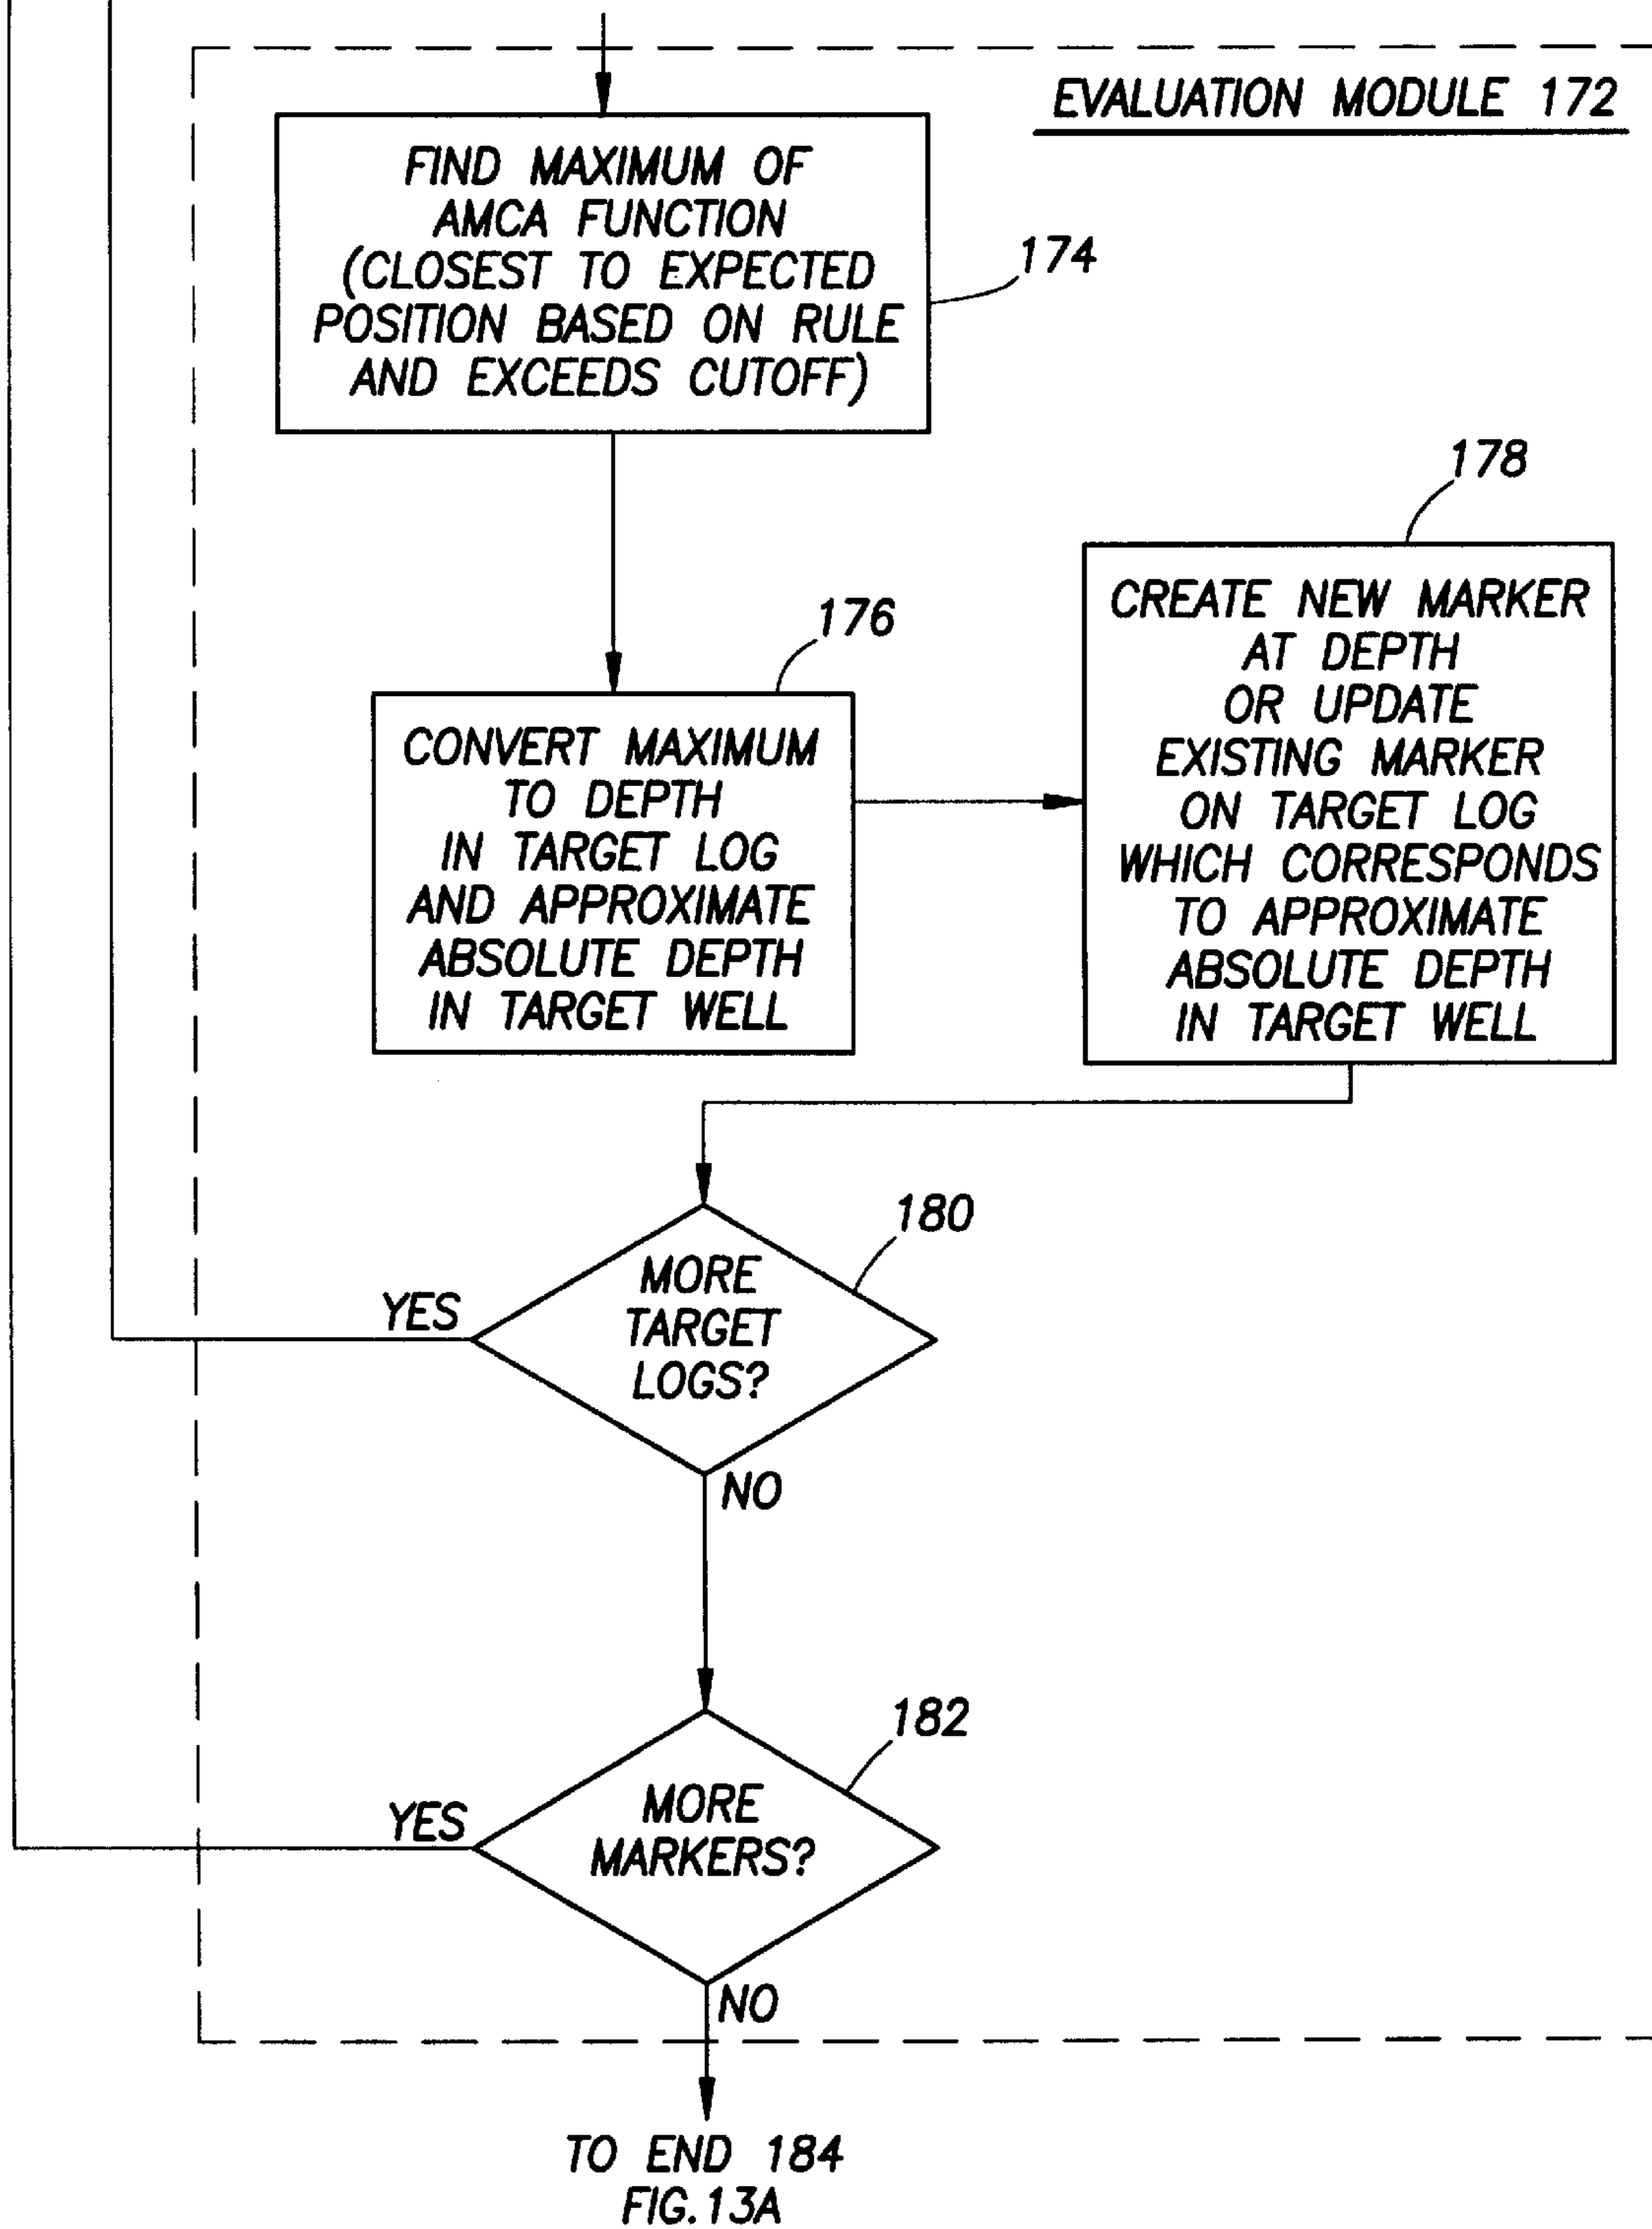 EVALUATION MODULE 172
FIND MAXIMUM OF
AMCA FUNCTION
(CLOSEST TO EXPECTED
POSITION BASED ON RULE
AND EXCEEDS CUTOFF)
174
176
CONVERT MAXIMUM
TO DEPTH
IN TARGET LOG
AND APPROXIMATE
ABSOLUTE DEPTH
IN TARGET WELL
178
CREATE NEW MARKER
AT DEPTH
OR UPDATE
EXISTING MARKER
ON TARGET LOG
WHICH CORRESPONDS
TO APPROXIMATE
ABSOLUTE DEPTH
IN TARGET WELL
180
MORE
TARGET
LOGS?
YES
NO
182
MORE
MARKERS?
YES
NO
TO END 184
FIG.13A